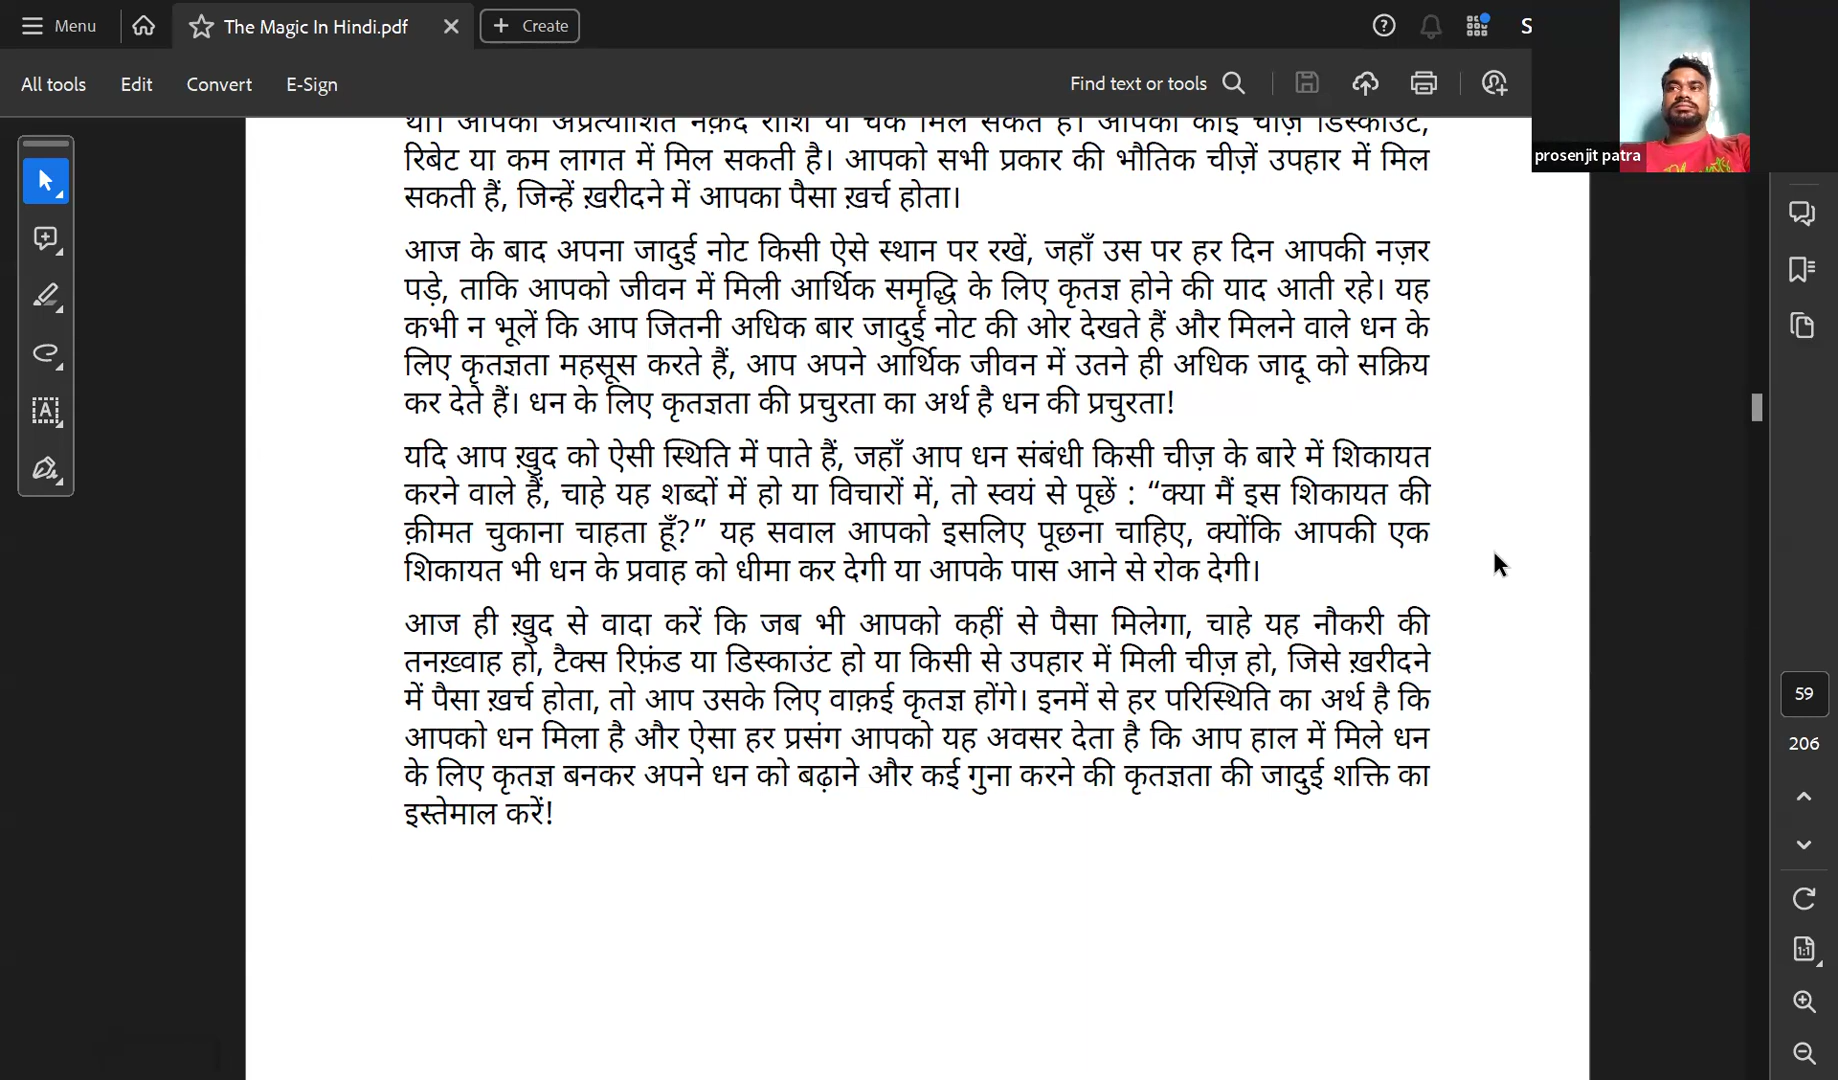 Menu
The Magic In Hindi.pdf
Create
S
All tools
Edit
Convert
E-Sign
Find text or tools
prosenjit patra
था। आपको अप्रत्याशित नक़द राशि या चेक मिल सकते हैं। आपको कोई चीज़ डिस्काउंट,
रिबेट या कम लागत में मिल सकती है। आपको सभी प्रकार की भौतिक चीज़ें उपहार में मिल
सकती हैं, जिन्हें ख़रीदने में आपका पैसा ख़र्च होता।
आज के बाद अपना जादुई नोट किसी ऐसे स्थान पर रखें, जहाँ उस पर हर दिन आपकी नज़र
पड़े, ताकि आपको जीवन में मिली आर्थिक समृद्धि के लिए कृतज्ञ होने की याद आती रहे। यह
कभी न भूलें कि आप जितनी अधिक बार जादुई नोट की ओर देखते हैं और मिलने वाले धन के
लिए कृतज्ञता महसूस करते हैं, आप अपने आर्थिक जीवन में उतने ही अधिक जादू को सक्रिय
कर देते हैं। धन के लिए कृतज्ञता की प्रचुरता का अर्थ है धन की प्रचुरता!
यदि आप ख़ुद को ऐसी स्थिति में पाते हैं, जहाँ आप धन संबंधी किसी चीज़ के बारे में शिकायत
करने वाले हैं, चाहे यह शब्दों में हो या विचारों में, तो स्वयं से पूछें : “क्या मैं इस शिकायत की
क़ीमत चुकाना चाहता हूँ?” यह सवाल आपको इसलिए पूछना चाहिए, क्योंकि आपकी एक
शिकायत भी धन के प्रवाह को धीमा कर देगी या आपके पास आने से रोक देगी।
आज ही ख़ुद से वादा करें कि जब भी आपको कहीं से पैसा मिलेगा, चाहे यह नौकरी की
तनख़्वाह हो, टैक्स रिफ़ंड या डिस्काउंट हो या किसी से उपहार में मिली चीज़ हो, जिसे ख़रीदने
में पैसा ख़र्च होता, तो आप उसके लिए वाक़ई कृतज्ञ होंगे। इनमें से हर परिस्थिति का अर्थ है कि
आपको धन मिला है और ऐसा हर प्रसंग आपको यह अवसर देता है कि आप हाल में मिले धन
के लिए कृतज्ञ बनकर अपने धन को बढ़ाने और कई गुना करने की कृतज्ञता की जादुई शक्ति का
इस्तेमाल करें!
59
206